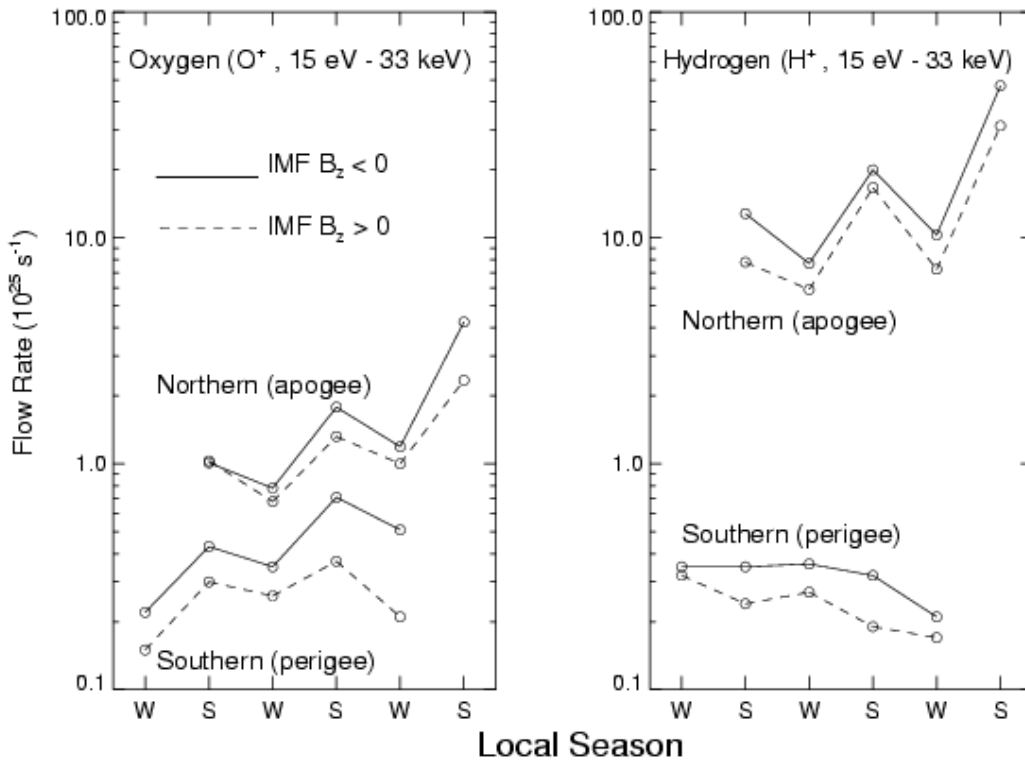 Oxygen (O⁺ , 15 eV - 33 keV)
Hydrogen (H⁺ , 15 eV - 33 keV)
100.0
10.0
1.0
0.1
Flow Rate (10²⁵ s⁻¹)
IMF B_z < 0
IMF B_z > 0
Northern (apogee)
Southern (perigee)
W S W S W S
100.0
10.0
1.0
0.1
Northern (apogee)
Southern (perigee)
W S W S W S
Local Season